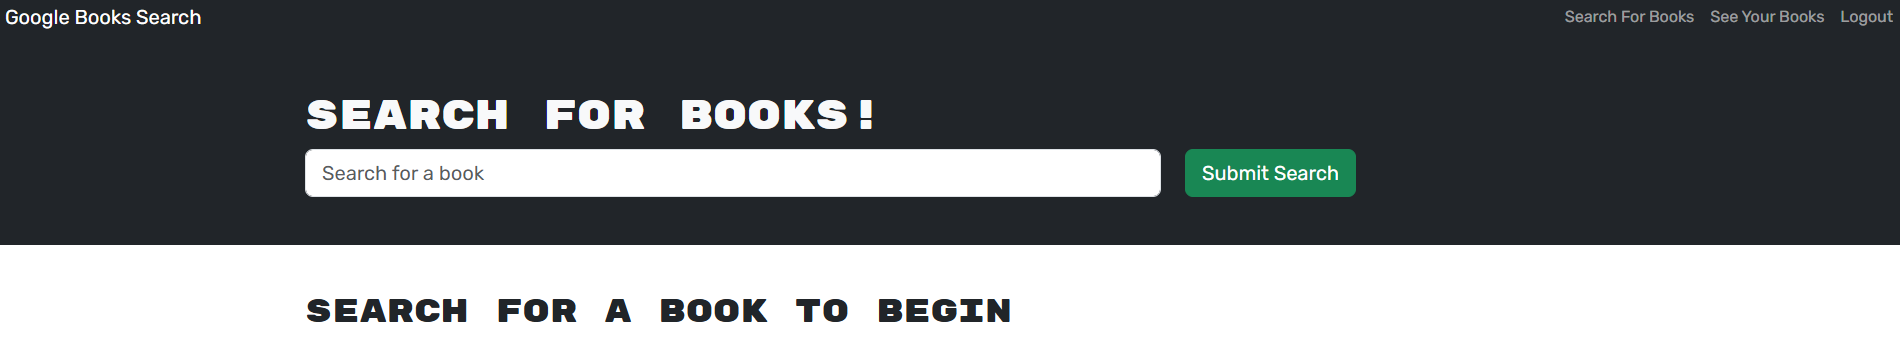 Google Books Search
Search For Books
See Your Books
Logout
SEARCH FOR BOOKS!
Search for a book
Submit Search
SEARCH FOR A BOOK TO BEGIN